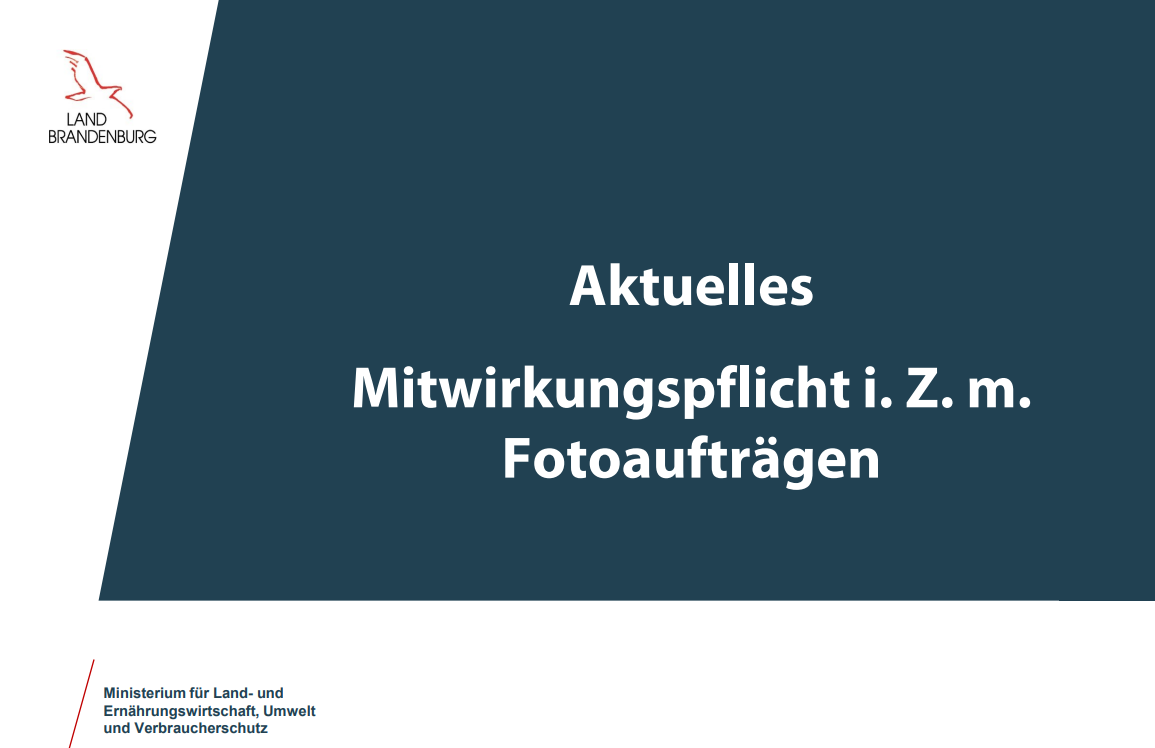 LAND
BRANDENBURG
Aktuelles
Mitwirkungspflicht i. Z. m.
Fotoaufträgen
Ministerium für Land- und
Ernährungswirtschaft, Umwelt
und Verbraucherschutz